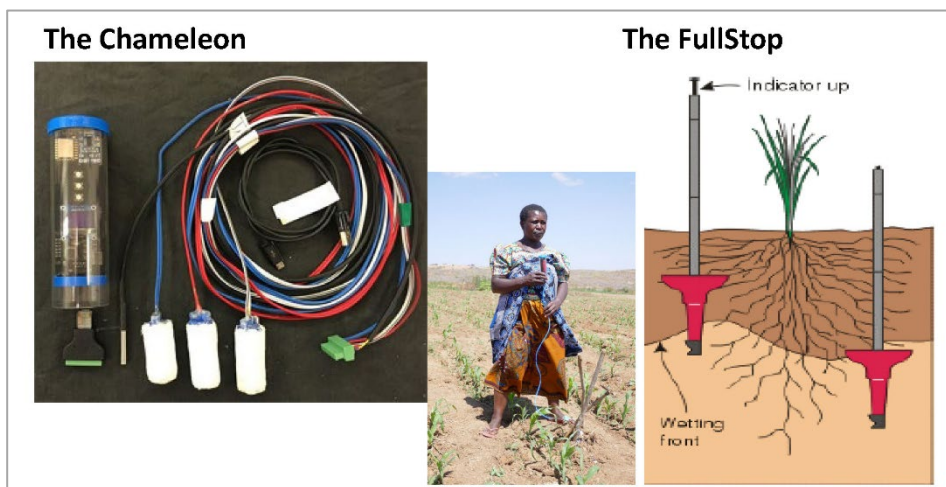 The Chameleon
The FullStop
Indicator up
Wetting
front